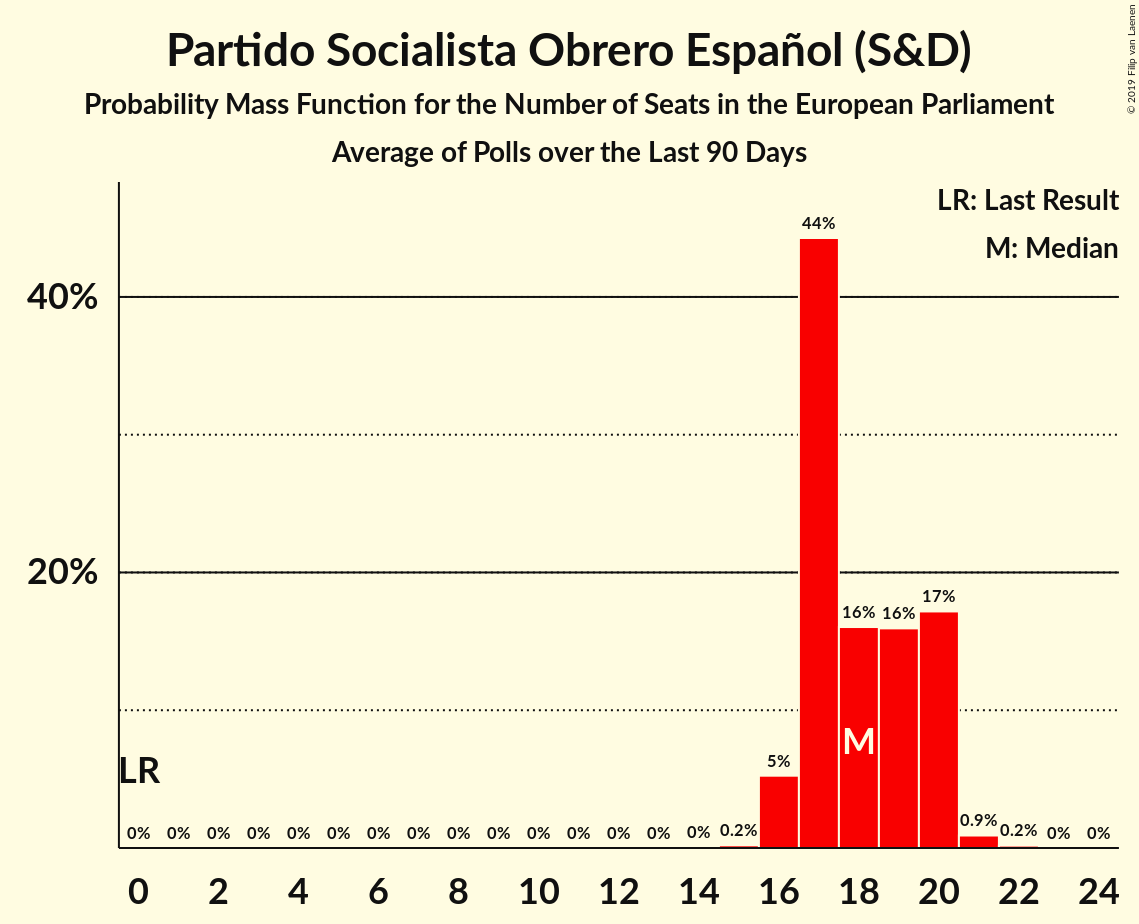 Partido Socialista Obrero Español (S&D)
Probability Mass Function for the Number of Seats in the European Parliament
Average of Polls over the Last 90 Days
© 2019 Filip van Laenen
LR: Last Result
M: Median
44%
40%
20%
16% 16% 17%
M
LR
5%
0% 0% 0% 0% 0% 0% 0% 0% 0% 0% 0% 0% 0% 0% 0% 0.2% 0.9% 0.2% 0% 0%
0 2 4 6 8 10 12 14 16 18 20 22 24